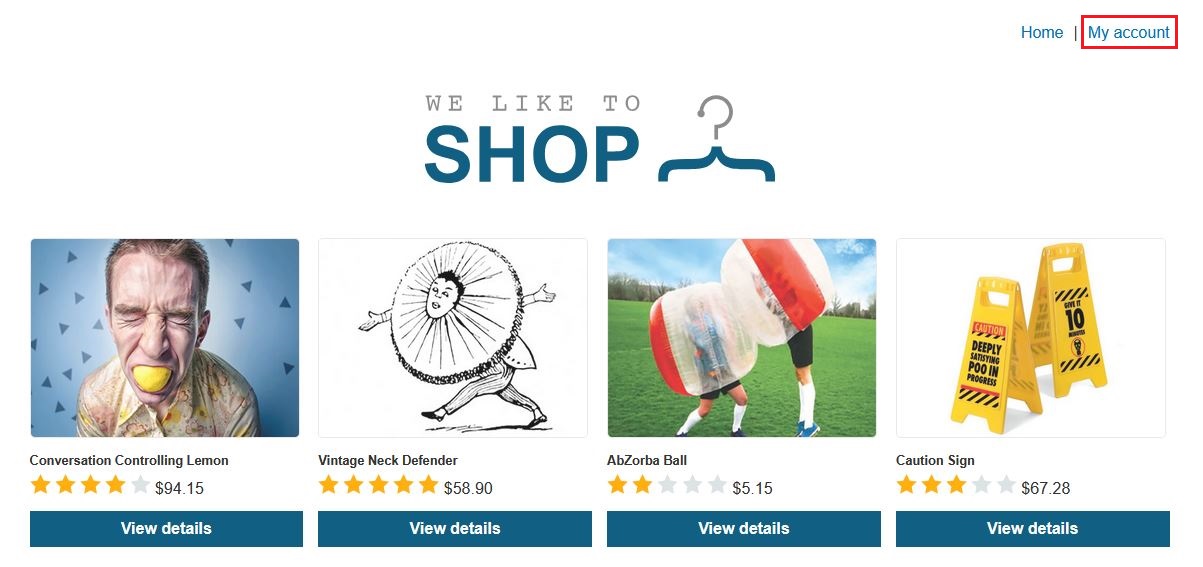 Home | My account
WE LIKE TO
SHOP
CAUTION
DEEPLY
SATISYING
POO IN
PROGRESS
GIVE IT
10
MINUTES
Conversation Controlling Lemon
$94.15
View details
Vintage Neck Defender
$58.90
View details
AbZorba Ball
$5.15
View details
Caution Sign
$67.28
View details